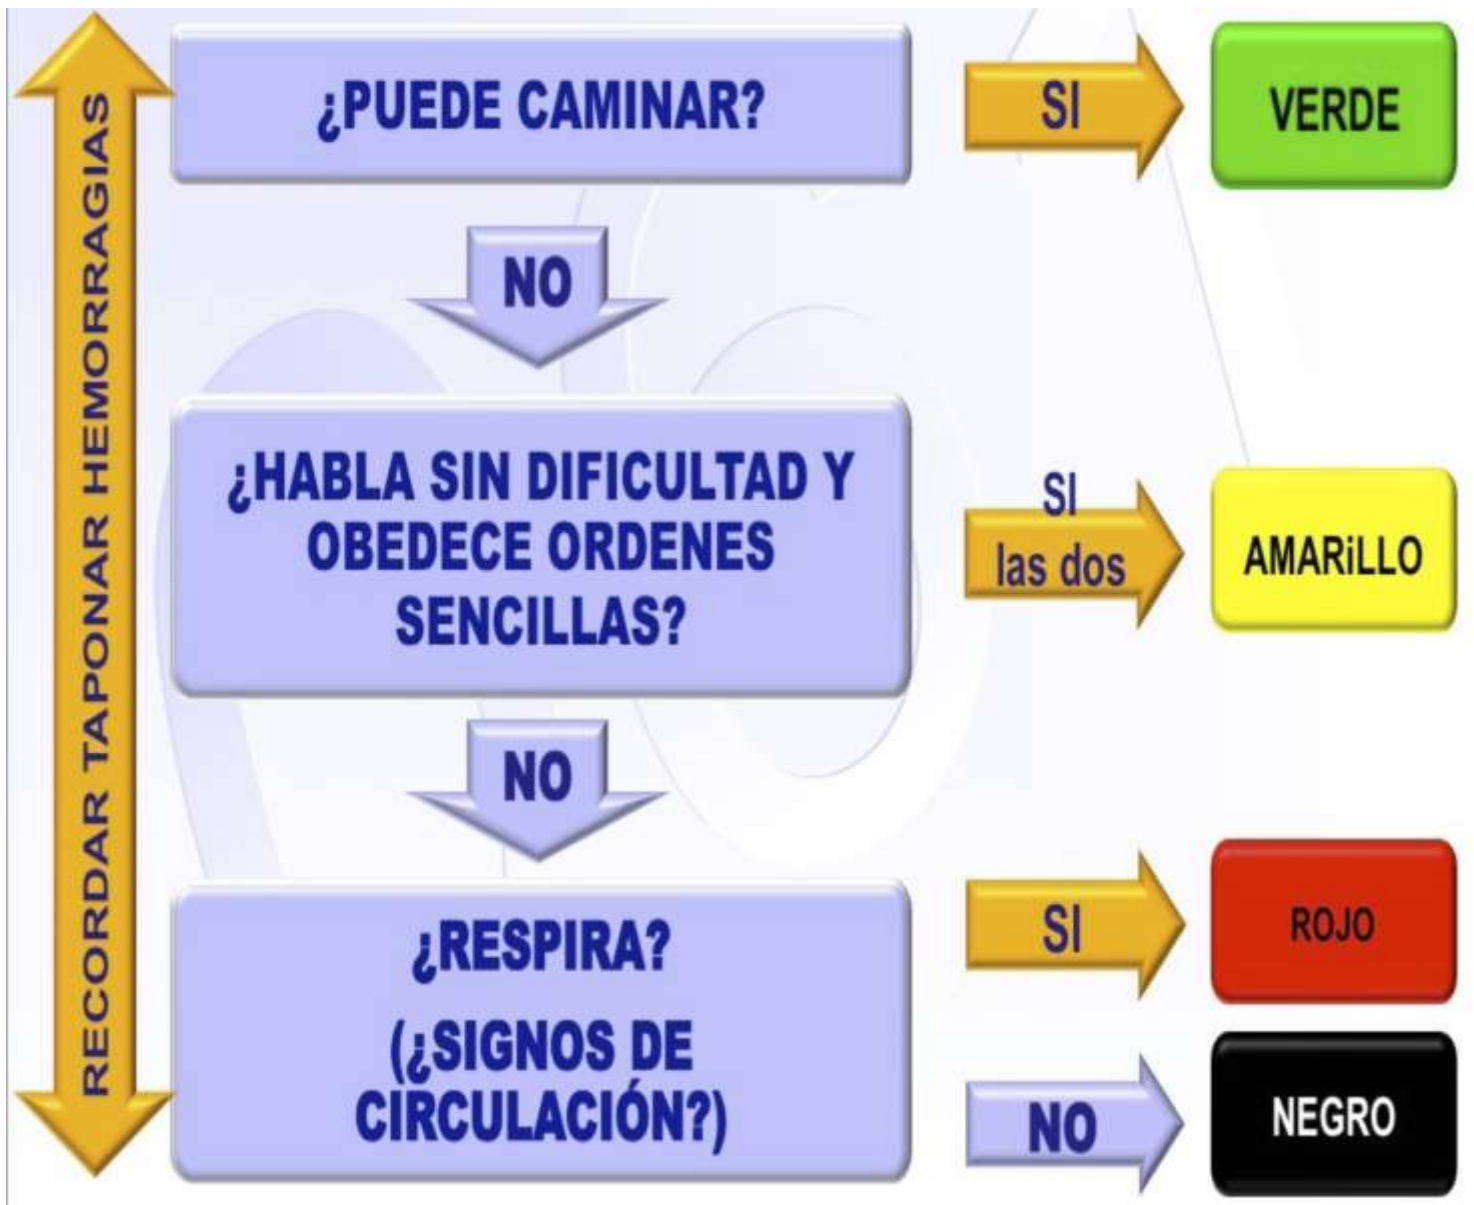 RECORDAR TAPONAR HEMORRAGIAS
¿PUEDE CAMINAR?
SI
VERDE
NO
¿HABLA SIN DIFICULTAD Y
OBEDECE ORDENES
SENCILLAS?
SI
las dos
AMARiLLO
NO
¿RESPIRA?
(¿SIGNOS DE
CIRCULACIÓN?)
SI
ROJO
NO
NEGRO